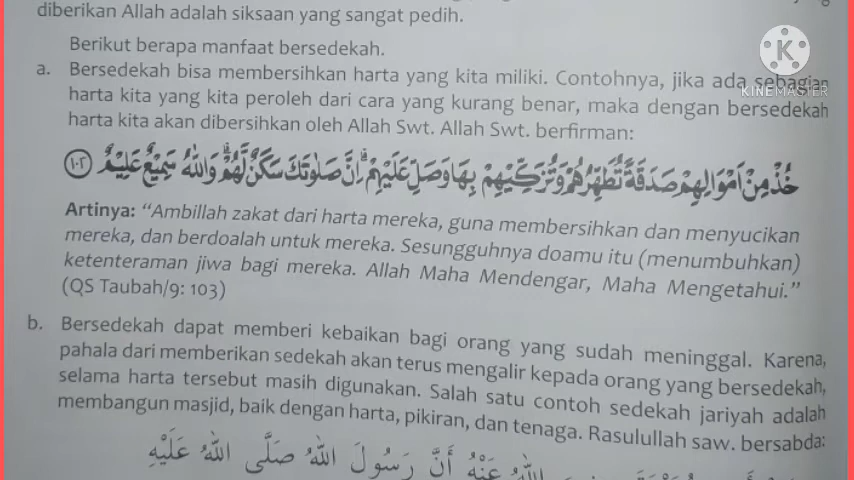 diberikan Allah adalah siksaan yang sangat pedih.
Berikut berapa manfaat bersedekah.
a. Bersedekah bisa membersihkan harta yang kita miliki. Contohnya, jika ada sebagian
harta kita yang kita peroleh dari cara yang kurang benar, maka dengan bersedekah
harta kita akan dibersihkan oleh Allah Swt. Allah Swt. berfirman:
خُذْ مِنْ اَمْوَالِهِمْ صَدَقَةً تُطَهِّرُهُمْ وَتُزَكِّيْهِمْ بِهَا وَصَلِّ عَلَيْهِمْۗ اِنَّ صَلٰوتَكَ سَكَنٌ لَّهُمْۗ وَاللّٰهُ سَمِيْعٌ عَلِيْمٌ ١٠٣
Artinya: “Ambillah zakat dari harta mereka, guna membersihkan dan menyucikan
mereka, dan berdoalah untuk mereka. Sesungguhnya doamu itu (menumbuhkan)
ketenteraman jiwa bagi mereka. Allah Maha Mendengar, Maha Mengetahui.”
(QS Taubah/9: 103)
b. Bersedekah dapat memberi kebaikan bagi orang yang sudah meninggal. Karena,
pahala dari memberikan sedekah akan terus mengalir kepada orang yang bersedekah,
selama harta tersebut masih digunakan. Salah satu contoh sedekah jariyah adalah
membangun masjid, baik dengan harta, pikiran, dan tenaga. Rasulullah saw. bersabda:
اللهُ عَنْهُ أَنَّ رَسُولَ اللهُ صَلَّى اللهُ عَلَيْهِ
K
KINEMASTER